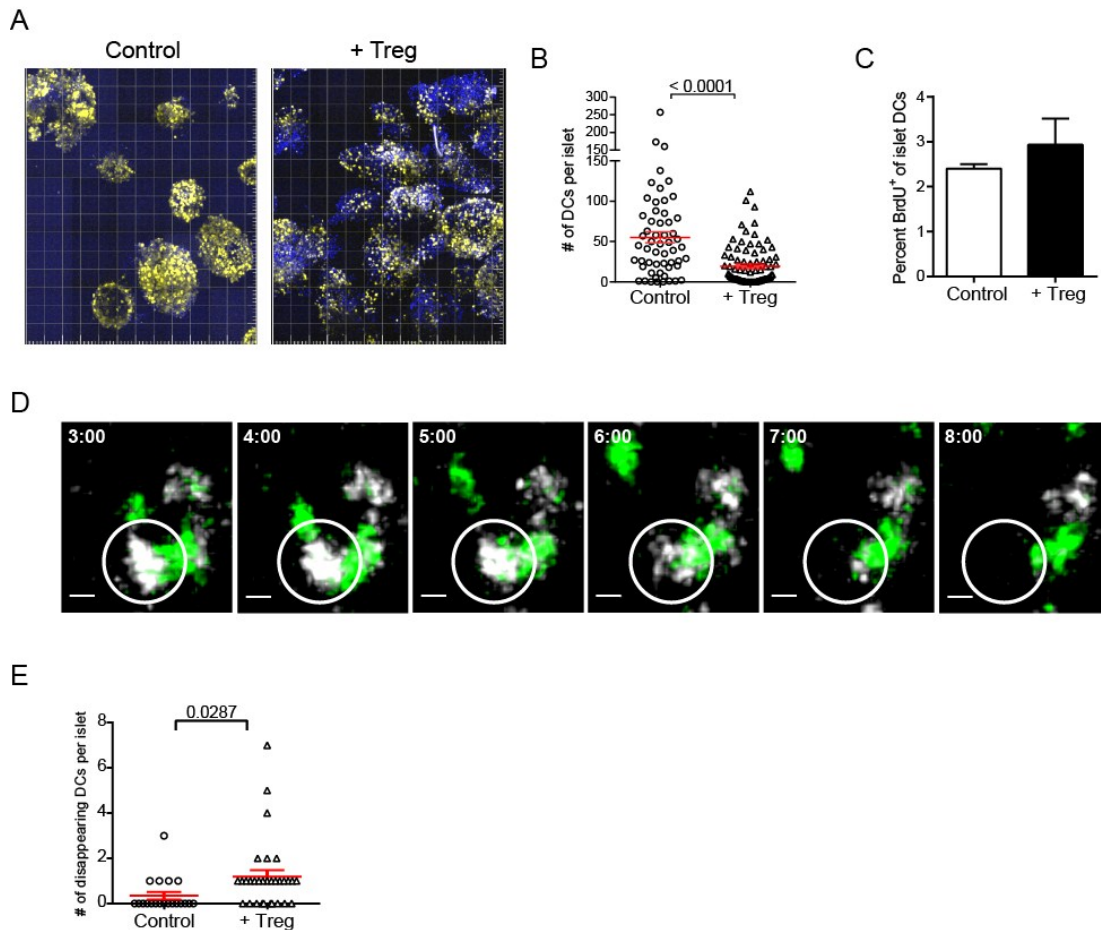 A
Control
+ Treg
B
< 0.0001
300
250
200
150
100
50
0
# of DCs per islet
Control
+ Treg
C
4
3
2
1
0
Percent BrdU+ of islet DCs
Control
+ Treg
D
3:00
4:00
5:00
6:00
7:00
8:00
E
0.0287
8
6
4
2
0
# of disappearing DCs per islet
Control
+ Treg